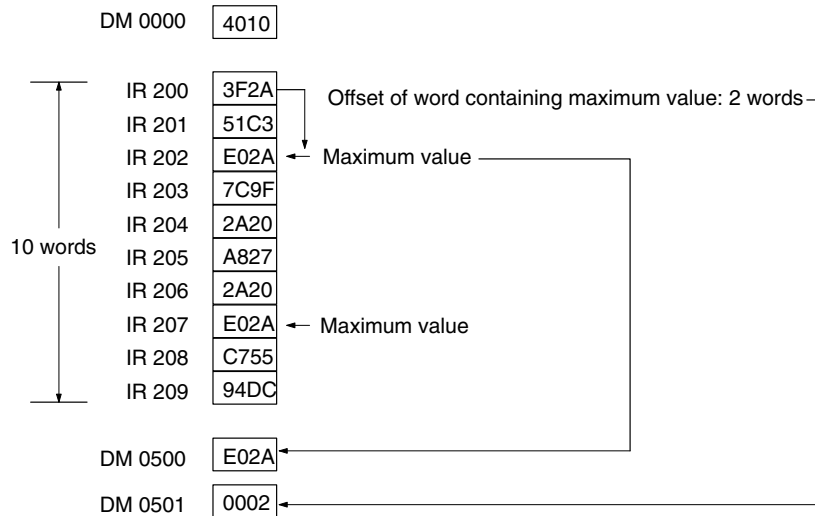 DM 0000 4010
IR 200 3F2A Offset of word containing maximum value: 2 words
IR 201 51C3
IR 202 E02A Maximum value
IR 203 7C9F
IR 204 2A20
10 words
IR 205 A827
IR 206 2A20
IR 207 E02A Maximum value
IR 208 C755
IR 209 94DC
DM 0500 E02A
DM 0501 0002